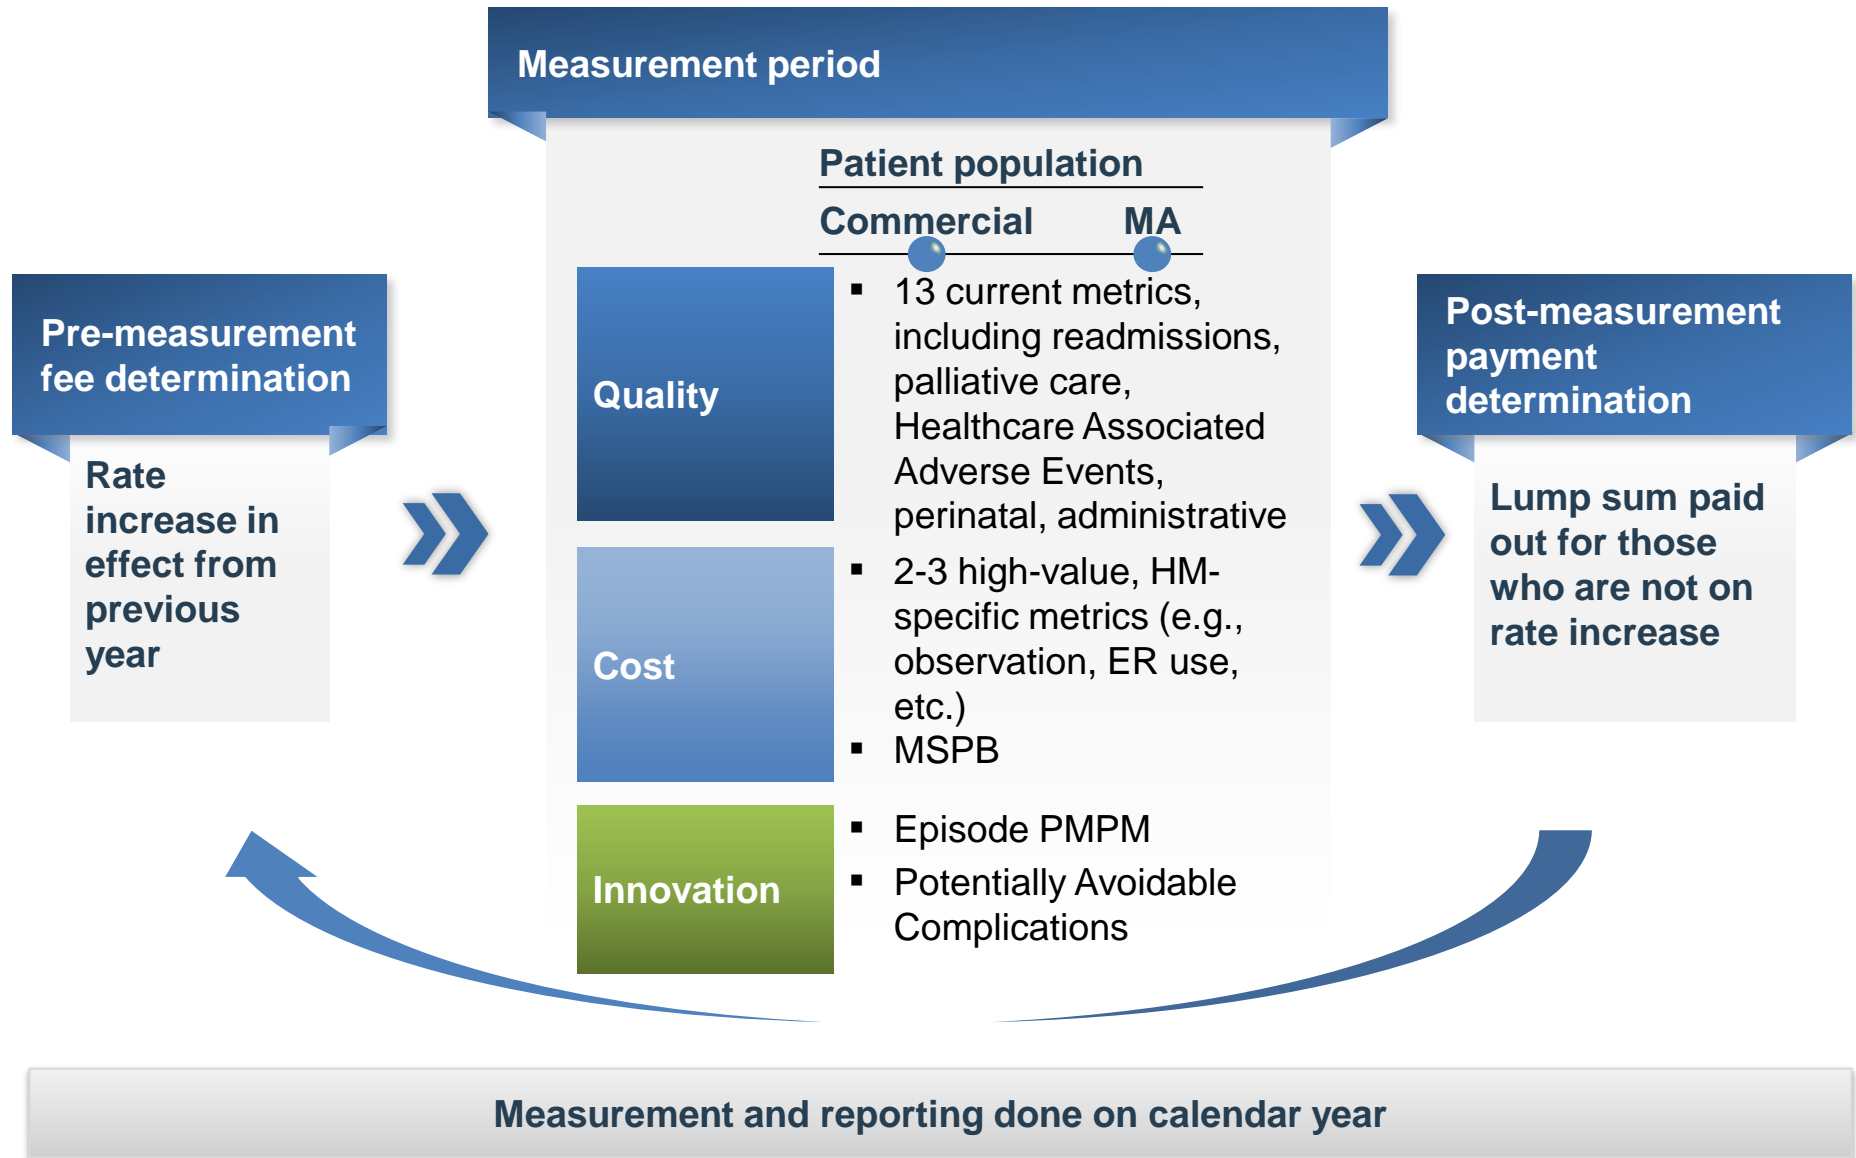 Measurement period
Patient population
Commercial MA
Pre-measurement
fee determination
Rate
increase in
effect from
previous
year
Quality
▪ 13 current metrics,
including readmissions,
palliative care,
Healthcare Associated
Adverse Events,
perinatal, administrative
Cost
▪ 2-3 high-value, HM-
specific metrics (e.g.,
observation, ER use,
etc.)
▪ MSPB
Innovation
▪ Episode PMPM
▪ Potentially Avoidable
Complications
Post-measurement
payment
determination
Lump sum paid
out for those
who are not on
rate increase
Measurement and reporting done on calendar year